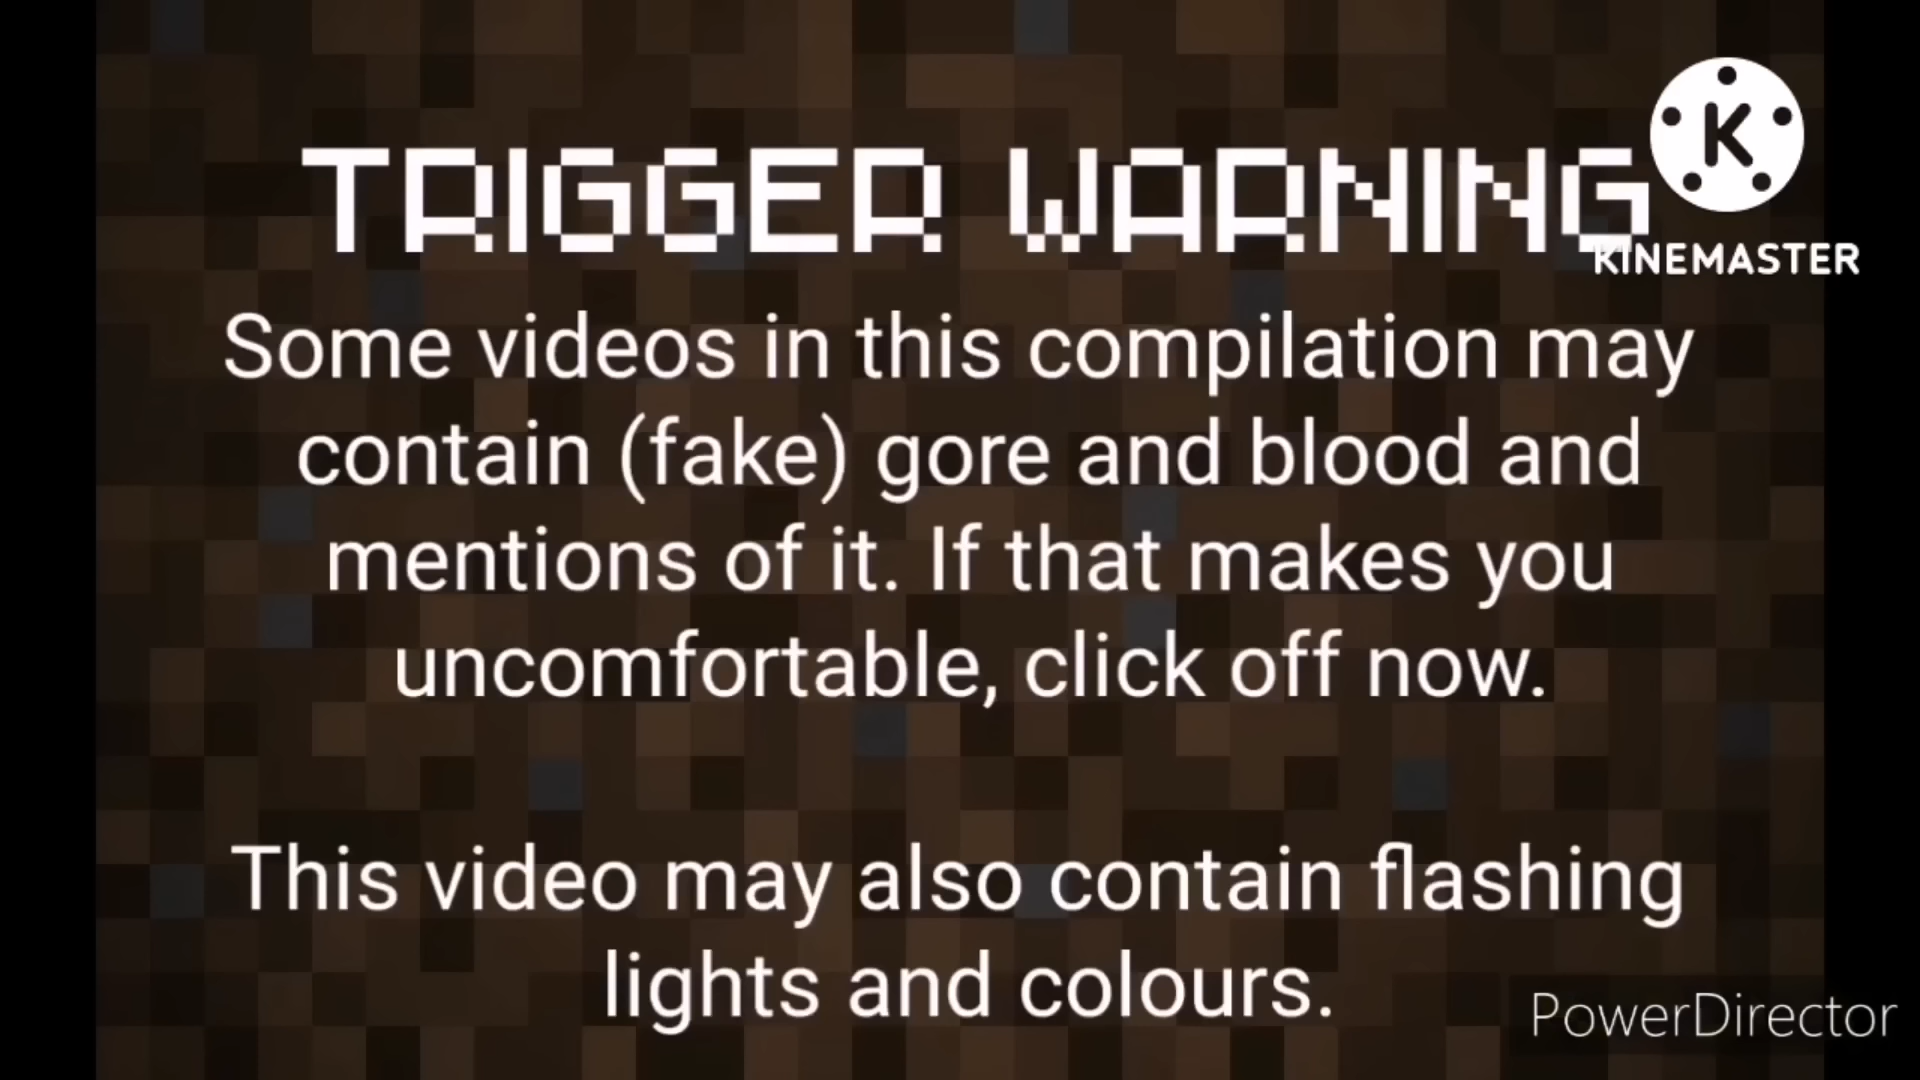 TRIGGER WARNING
K
KINEMASTER
Some videos in this compilation may
contain (fake) gore and blood and
mentions of it. If that makes you
uncomfortable, click off now.
This video may also contain flashing
lights and colours.
PowerDirector